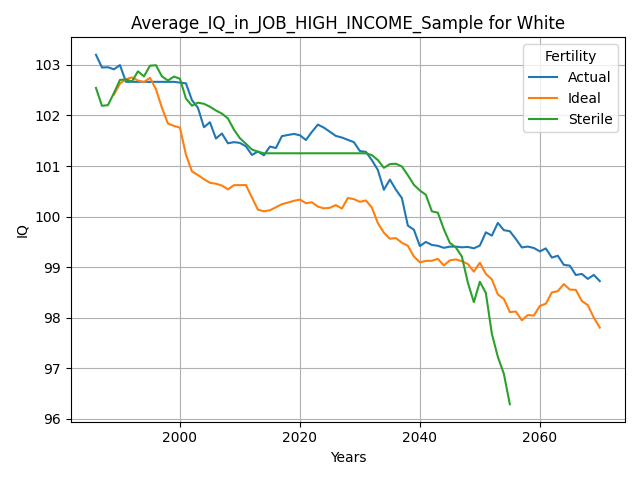 Average_IQ_in_JOB_HIGH_INCOME_Sample for White
Fertility
Actual
Ideal
Sterile
103
102
101
100
99
98
97
96
IQ
2000
2020
2040
2060
Years